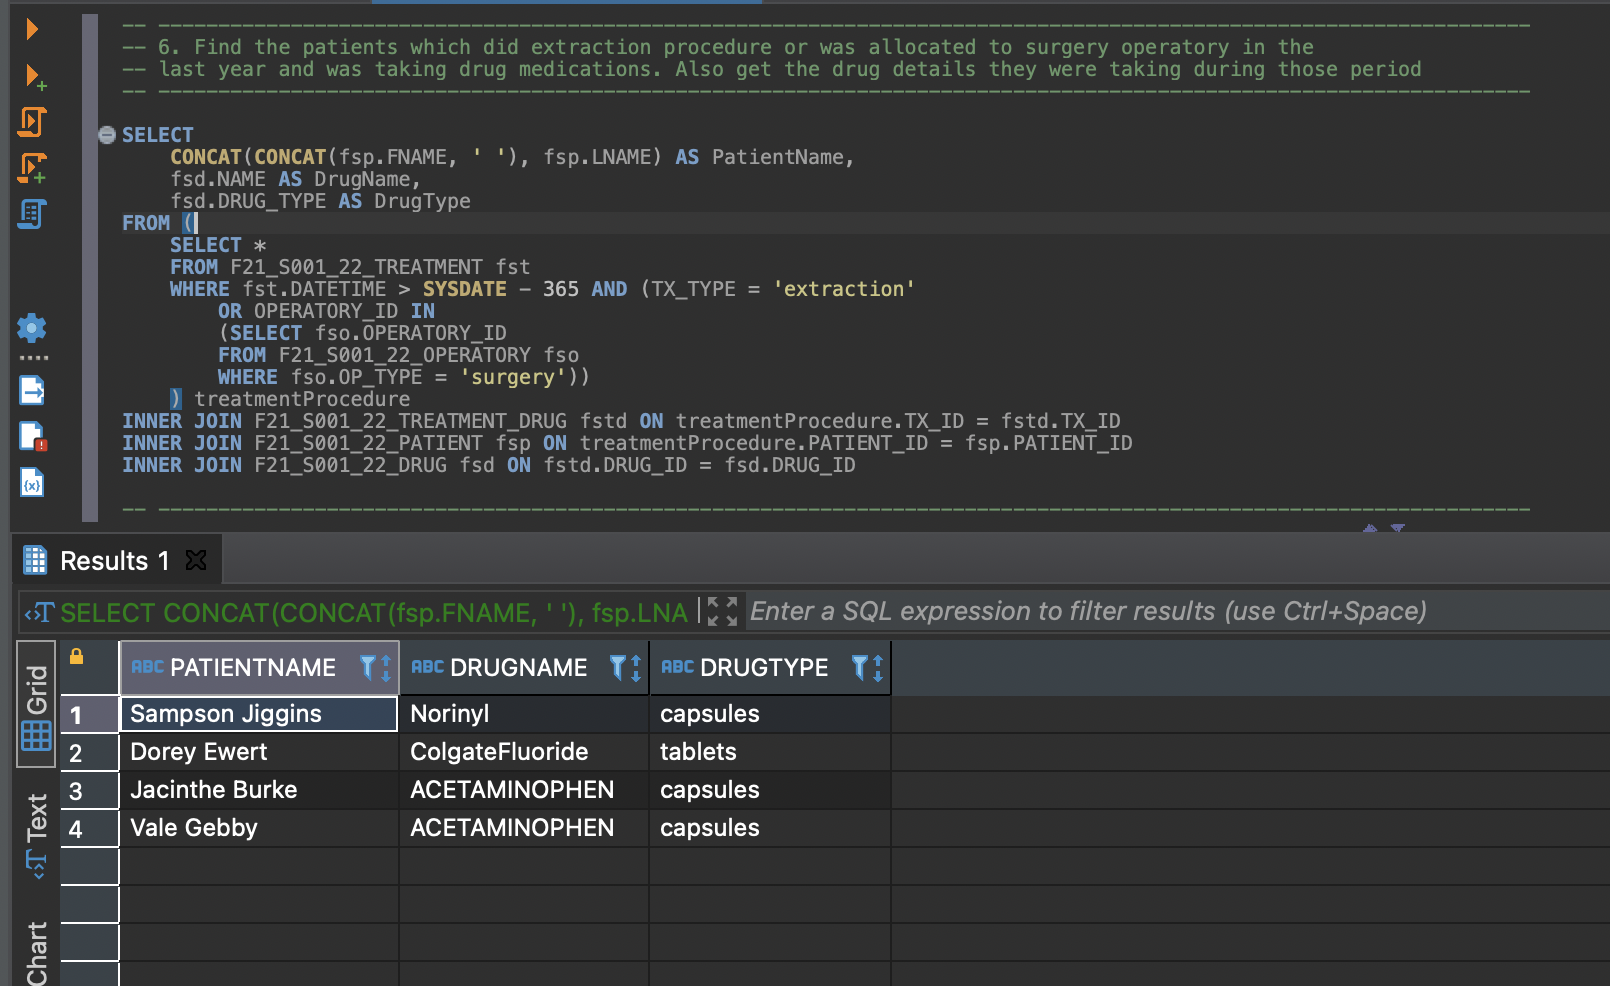 -- ------------------------------------------------------------------------------------------------------------------
-- 6. Find the patients which did extraction procedure or was allocated to surgery operatory in the
-- last year and was taking drug medications. Also get the drug details they were taking during those period
-- ------------------------------------------------------------------------------------------------------------------
SELECT
CONCAT(CONCAT(fsp.FNAME, ' '), fsp.LNAME) AS PatientName,
fsd.NAME AS DrugName,
fsd.DRUG_TYPE AS DrugType
FROM (
SELECT *
FROM F21_S001_22_TREATMENT fst
WHERE fst.DATETIME > SYSDATE - 365 AND (TX_TYPE = 'extraction'
OR OPERATORY_ID IN
(SELECT fso.OPERATORY_ID
FROM F21_S001_22_OPERATORY fso
WHERE fso.OP_TYPE = 'surgery'))
) treatmentProcedure
INNER JOIN F21_S001_22_TREATMENT_DRUG fstd ON treatmentProcedure.TX_ID = fstd.TX_ID
INNER JOIN F21_S001_22_PATIENT fsp ON treatmentProcedure.PATIENT_ID = fsp.PATIENT_ID
INNER JOIN F21_S001_22_DRUG fsd ON fstd.DRUG_ID = fsd.DRUG_ID
-- ------------------------------------------------------------------------------------------------------------------
Results 1
SELECT CONCAT(CONCAT(fsp.FNAME, ' '), fsp.LNA
Enter a SQL expression to filter results (use Ctrl+Space)
Grid
Text
Chart
ABC PATIENTNAME ABC DRUGNAME ABC DRUGTYPE
1 Sampson Jiggins Norinyl capsules
2 Dorey Ewert ColgateFluoride tablets
3 Jacinthe Burke ACETAMINOPHEN capsules
4 Vale Gebby ACETAMINOPHEN capsules